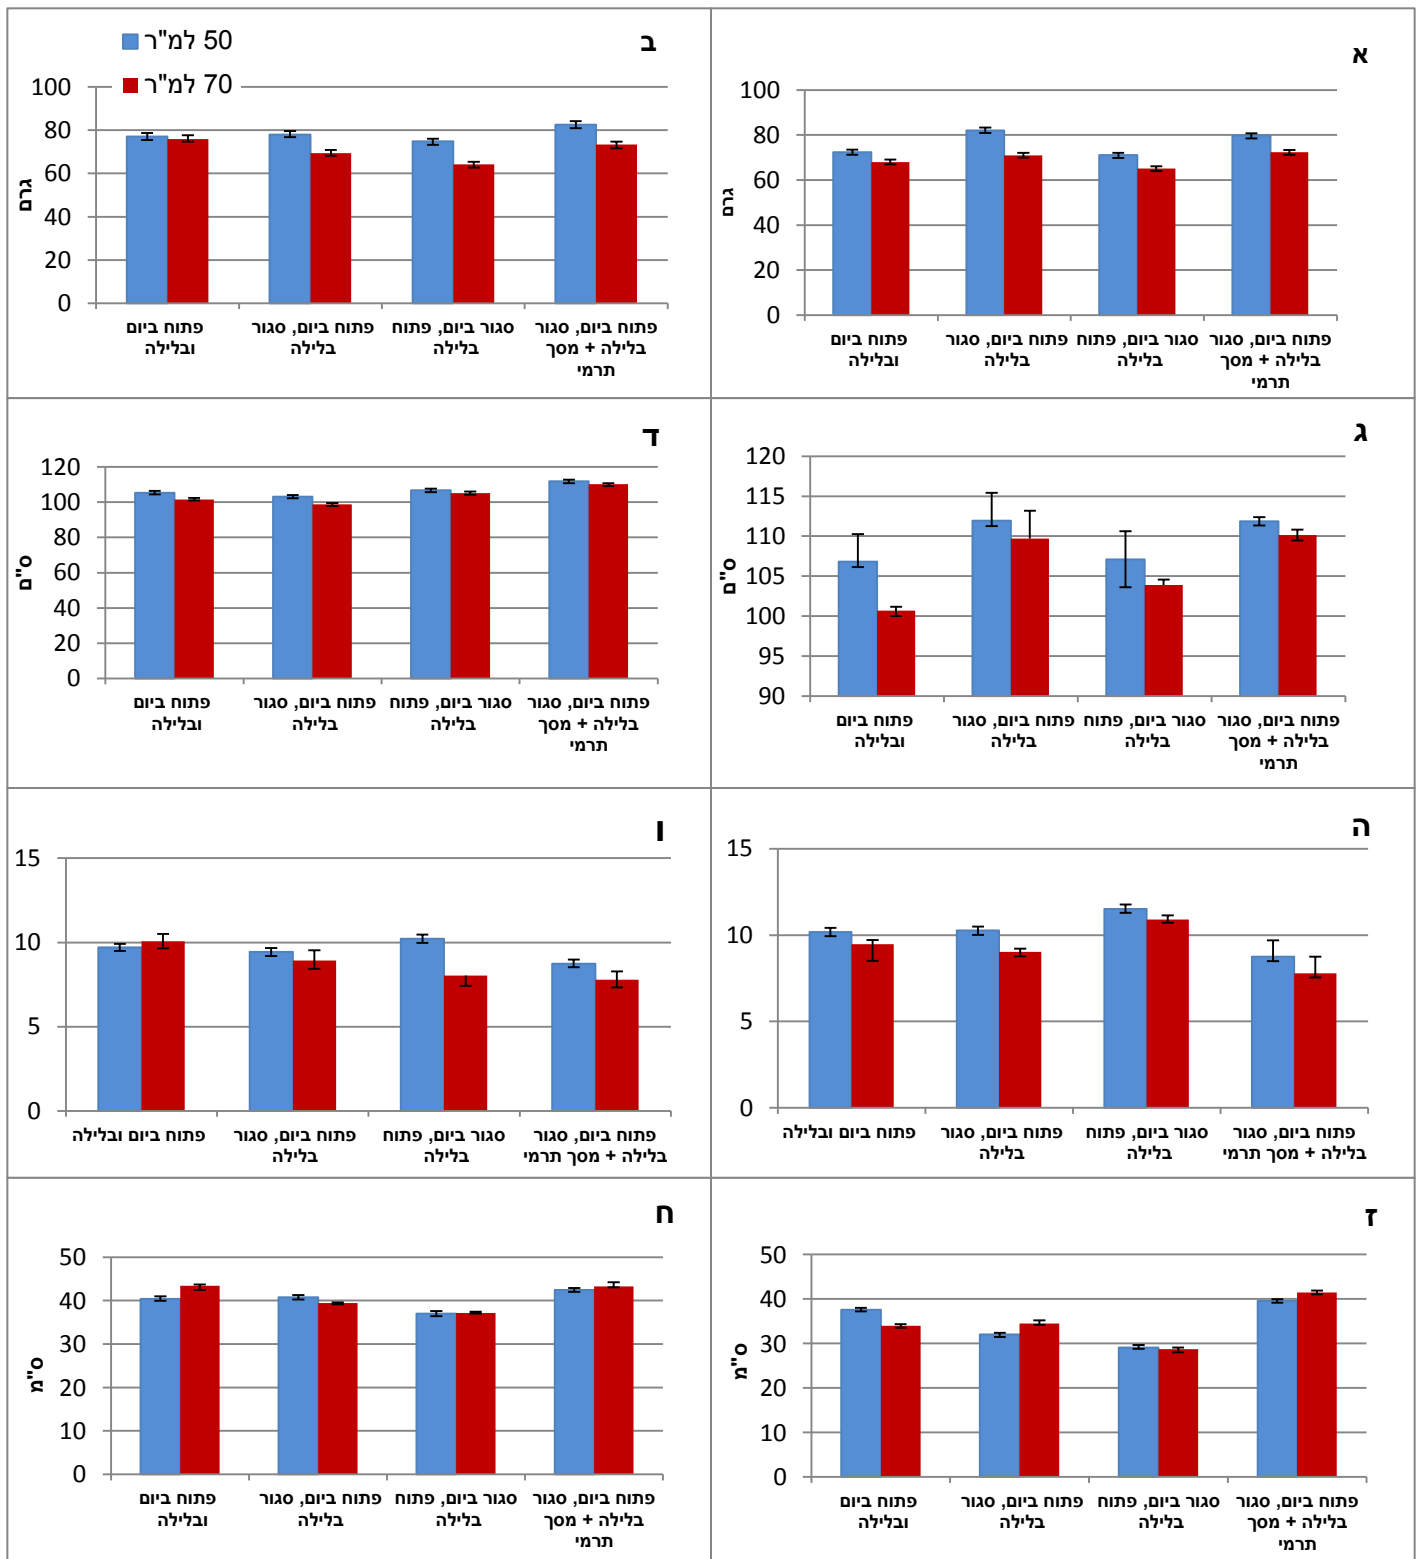 א
100
80
60
40
20
0
גרם
פתוח ביום
ובלילה
פתוח ביום, סגור
בלילה
סגור ביום, פתוח
בלילה
פתוח ביום, סגור
בלילה + מסך
תרמי
ב
50 למ"ר
70 למ"ר
100
80
60
40
20
0
גרם
פתוח ביום
ובלילה
פתוח ביום, סגור
בלילה
סגור ביום, פתוח
בלילה
פתוח ביום, סגור
בלילה + מסך
תרמי
ג
120
115
110
105
100
95
90
ס"ם
פתוח ביום
ובלילה
פתוח ביום, סגור
בלילה
סגור ביום, פתוח
בלילה
פתוח ביום, סגור
בלילה + מסך
תרמי
ד
120
100
80
60
40
20
0
ס"ם
פתוח ביום
ובלילה
פתוח ביום, סגור
בלילה
סגור ביום, פתוח
בלילה
פתוח ביום, סגור
בלילה + מסך
תרמי
ה
15
10
5
0
פתוח ביום ובלילה
פתוח ביום, סגור
בלילה
סגור ביום, פתוח
בלילה
פתוח ביום, סגור
בלילה + מסך תרמי
ו
15
10
5
0
פתוח ביום ובלילה
פתוח ביום, סגור
בלילה
סגור ביום, פתוח
בלילה
פתוח ביום, סגור
בלילה + מסך תרמי
ז
50
40
30
20
10
0
ס"מ
פתוח ביום
ובלילה
פתוח ביום, סגור
בלילה
סגור ביום, פתוח
בלילה
פתוח ביום, סגור
בלילה + מסך
תרמי
ח
50
40
30
20
10
0
ס"מ
פתוח ביום
ובלילה
פתוח ביום, סגור
בלילה
סגור ביום, פתוח
בלילה
פתוח ביום, סגור
בלילה + מסך
תרמי